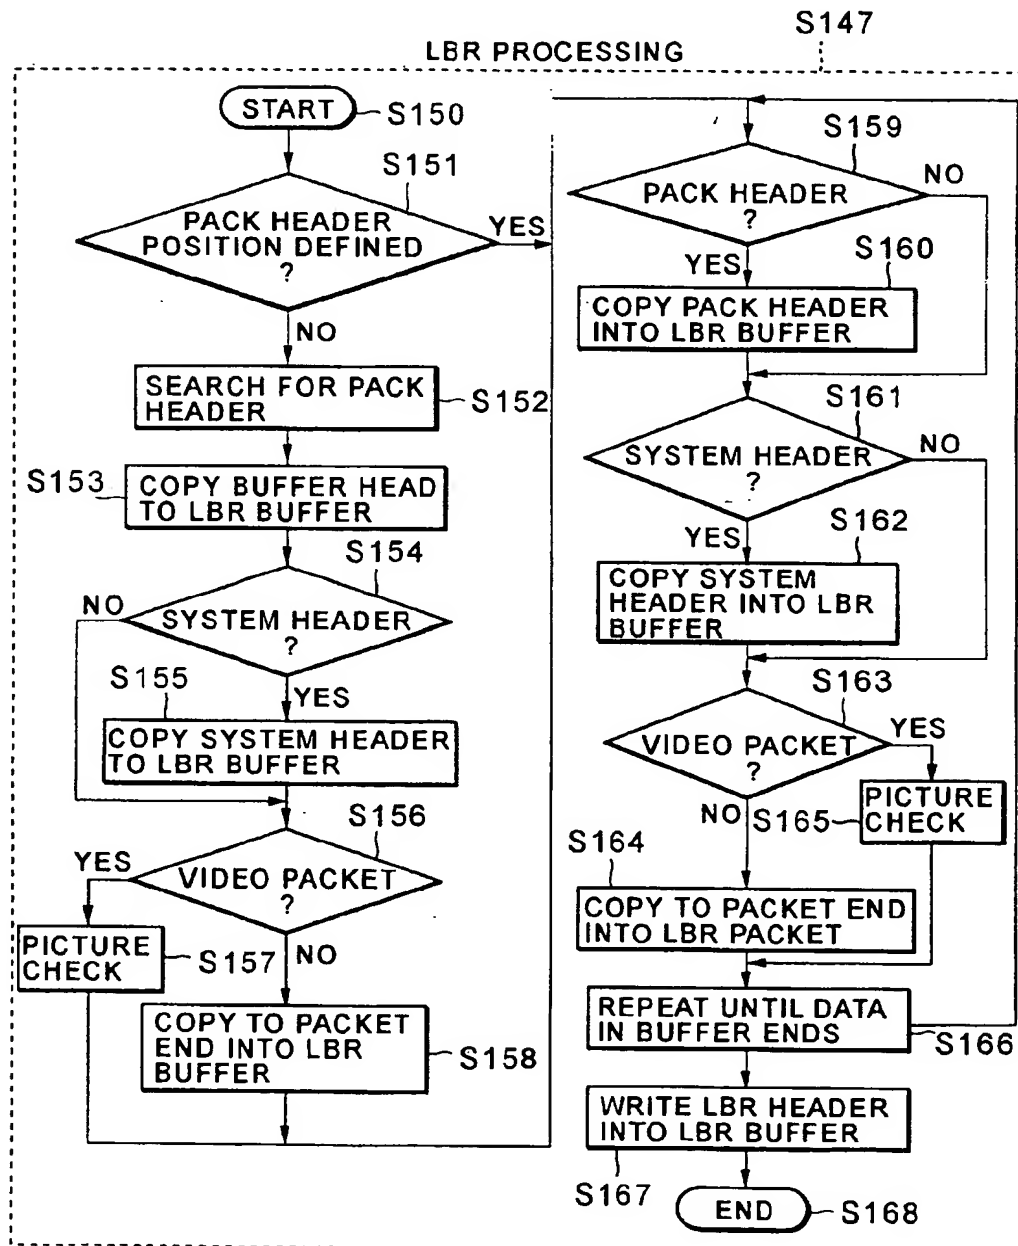 S147
LBR PROCESSING
START
S150
S151
PACK HEADER
POSITION DEFINED
?
YES
NO
SEARCH FOR PACK
HEADER
S152
S153
COPY BUFFER HEAD
TO LBR BUFFER
S154
NO
SYSTEM HEADER
?
S155
YES
COPY SYSTEM HEADER
TO LBR BUFFER
S156
YES
VIDEO PACKET
?
PICTURE
CHECK
S157
NO
COPY TO PACKET
END INTO LBR
BUFFER
S158
S159
NO
PACK HEADER
?
S160
YES
COPY PACK HEADER
INTO LBR BUFFER
S161
NO
SYSTEM HEADER
?
S162
YES
COPY SYSTEM
HEADER INTO LBR
BUFFER
S163
YES
VIDEO PACKET
?
NO
S165
PICTURE
CHECK
S164
COPY TO PACKET END
INTO LBR PACKET
REPEAT UNTIL DATA
IN BUFFER ENDS
S166
WRITE LBR HEADER
INTO LBR BUFFER
S167
END
S168